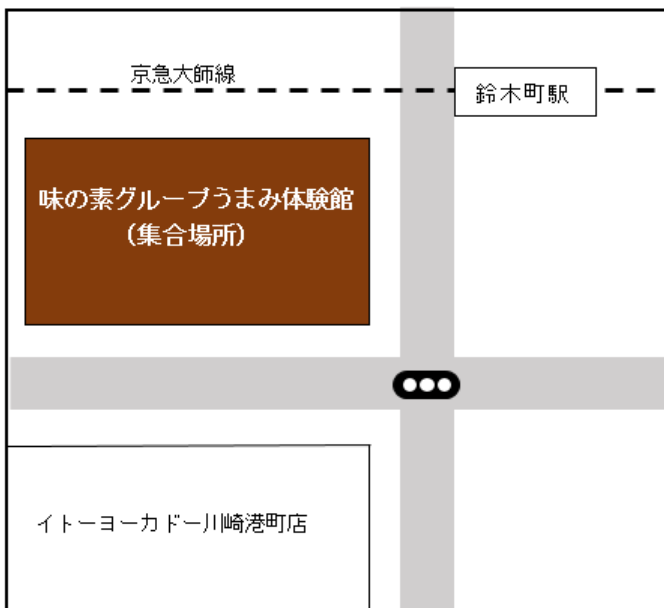 京急大師線
鈴木町駅
味の素グループうまみ体験館
（集合場所）
イトーヨーカドー川崎港町店